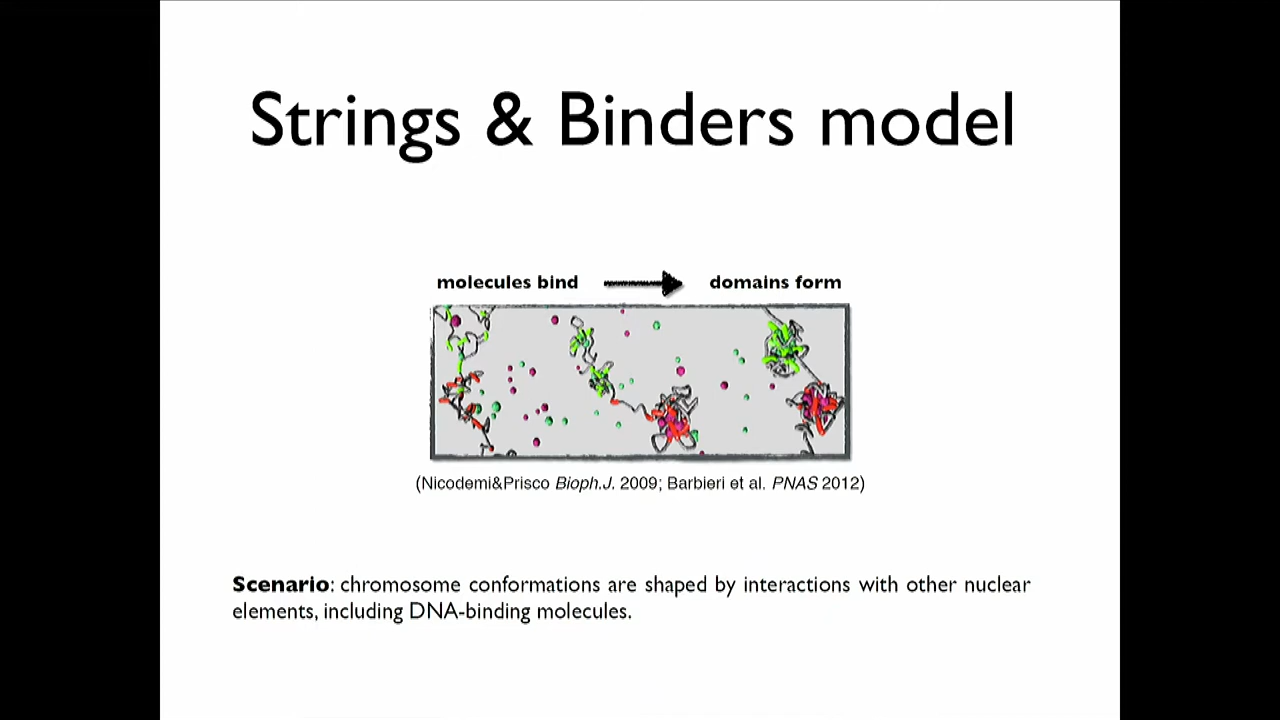 Strings & Binders model
molecules bind
domains form
(Nicodemi&Prisco Bioph.J. 2009; Barbieri et al. PNAS 2012)
Scenario: chromosome conformations are shaped by interactions with other nuclear
elements, including DNA-binding molecules.